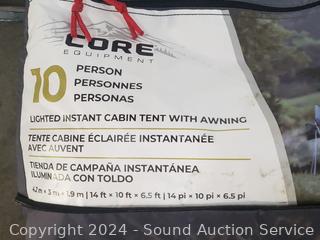 CORE
EQUIPMENT
10 PERSON
PERSONNES
PERSONAS
LIGHTED INSTANT CABIN TENT WITH AWNING
TENTE CABINE ÉCLAIRÉE INSTANTANÉE
AVEC AUVENT
TIENDA DE CAMPAÑA INSTANTÁNEA
ILUMINADA CON TOLDO
4.2 m x 3 m x 1.9 m | 14 ft x 10 ft x 6.5 ft | 14 pi x 10 pi x 6.5 pi
Copyright 2024 - Sound Auction Service